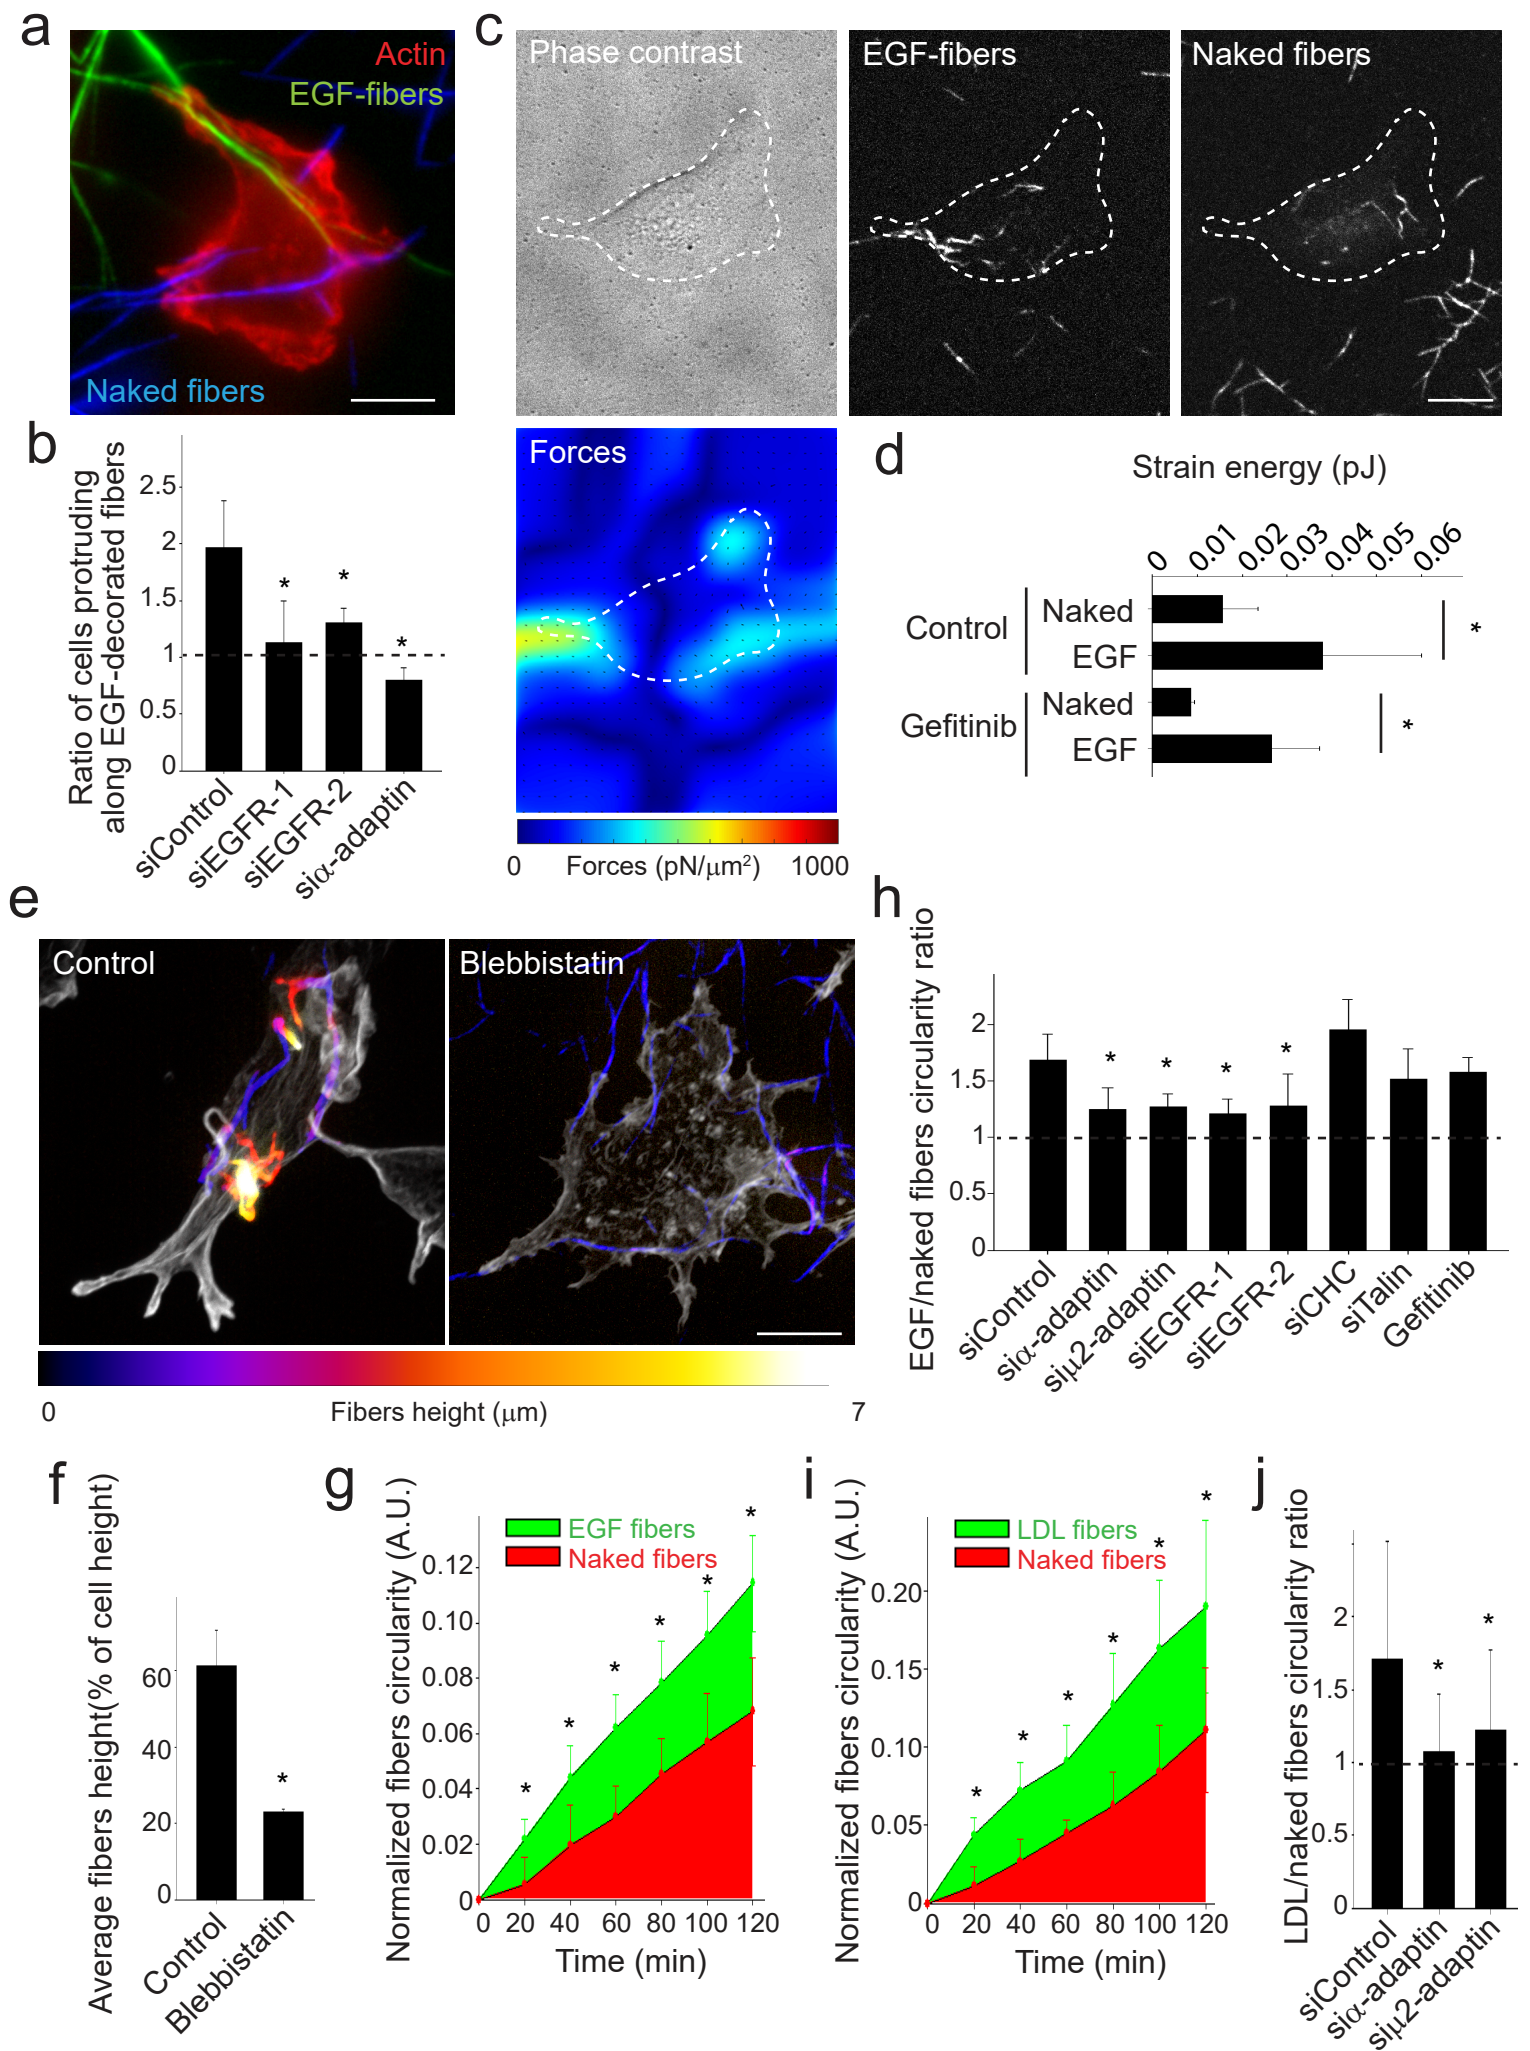 a
Actin
EGF-fibers
Naked fibers
c
Phase contrast
EGF-fibers
Naked fibers
b
Ratio of cells protruding
along EGF-decorated fibers
2.5
2
1.5
1
0.5
0
*
*
*
siControl
siEGFR-1
siEGFR-2
siα-adaptin
Forces
0
Forces (pN/μm²)
1000
d
Strain energy (pJ)
0
0.01
0.02
0.03
0.04
0.05
0.06
Control
Naked
EGF
*
Gefitinib
Naked
EGF
*
e
Control
Blebbistatin
0
Fibers height (μm)
7
h
EGF/naked fibers circularity ratio
2
1.5
1
0.5
0
*
*
*
*
siControl
siα-adaptin
siμ2-adaptin
siEGFR-1
siEGFR-2
siCHC
siTalin
Gefitinib
f
Average fibers height(% of cell height)
60
40
20
0
*
Control
Blebbistatin
g
Normalized fibers circularity (A.U.)
EGF fibers
Naked fibers
0.12
0.10
0.08
0.06
0.04
0.02
0
*
*
*
*
*
*
0
20
40
60
80
100
120
Time (min)
i
Normalized fibers circularity (A.U.)
LDL fibers
Naked fibers
0.20
0.15
0.10
0.05
0
*
*
*
*
*
*
0
20
40
60
80
100
120
Time (min)
j
LDL/naked fibers circularity ratio
2
1.5
1
0.5
0
*
*
siControl
siα-adaptin
siμ2-adaptin